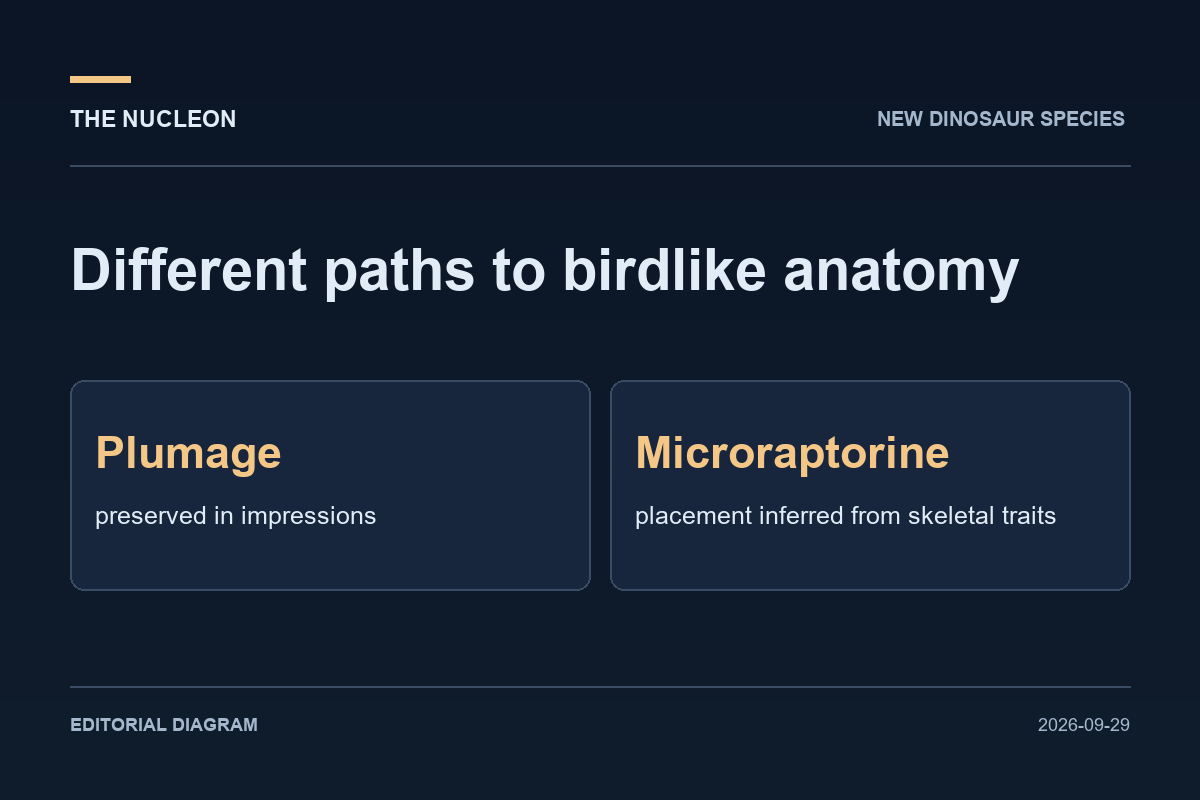 THE NUCLEON
NEW DINOSAUR SPECIES
Different paths to birdlike anatomy
Plumage
preserved in impressions
Microraptorine
placement inferred from skeletal traits
EDITORIAL DIAGRAM
2026-09-29